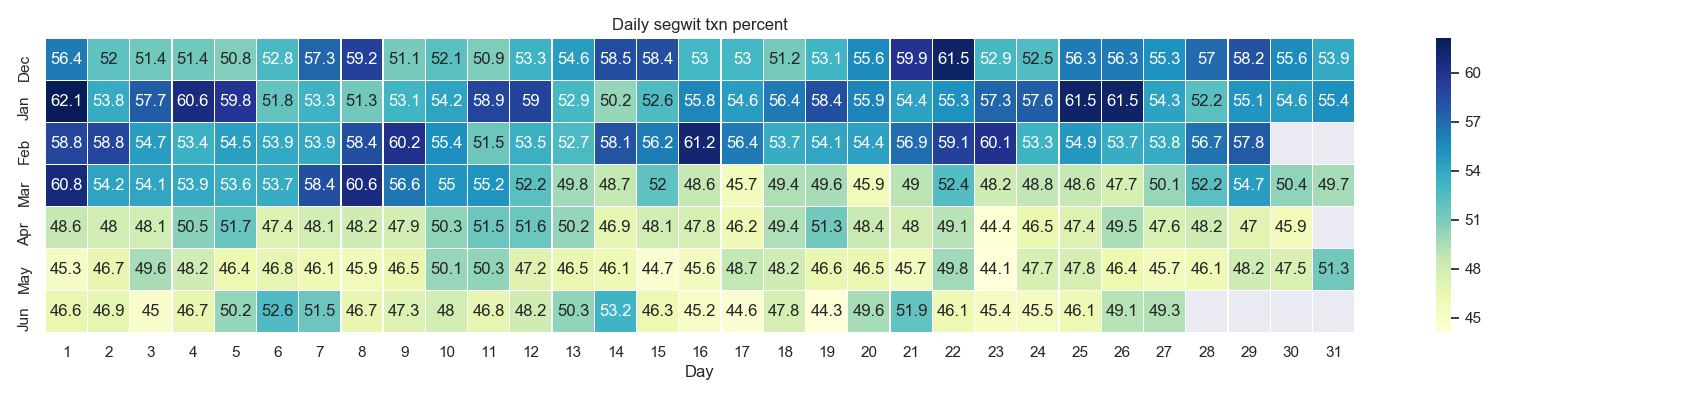 Daily segwit txn percent
Dec 56.4 52 51.4 51.4 50.8 52.8 57.3 59.2 51.1 52.1 50.9 53.3 54.6 58.5 58.4 53 53 51.2 53.1 55.6 59.9 61.5 52.9 52.5 56.3 56.3 55.3 57 58.2 55.6 53.9
Jan 62.1 53.8 57.7 60.6 59.8 51.8 53.3 51.3 53.1 54.2 58.9 59 52.9 50.2 52.6 55.8 54.6 56.4 58.4 55.9 54.4 55.3 57.3 57.6 61.5 61.5 54.3 52.2 55.1 54.6 55.4
Feb 58.8 58.8 54.7 53.4 54.5 53.9 53.9 58.4 60.2 55.4 51.5 53.5 52.7 58.1 56.2 61.2 56.4 53.7 54.1 54.4 56.9 59.1 60.1 53.3 54.9 53.7 53.8 56.7 57.8
Mar 60.8 54.2 54.1 53.9 53.6 53.7 58.4 60.6 56.6 55 55.2 52.2 49.8 48.7 52 48.6 45.7 49.4 49.6 45.9 49 52.4 48.2 48.8 48.6 47.7 50.1 52.2 54.7 50.4 49.7
Apr 48.6 48 48.1 50.5 51.7 47.4 48.1 48.2 47.9 50.3 51.5 51.6 50.2 46.9 48.1 47.8 46.2 49.4 51.3 48.4 48 49.1 44.4 46.5 47.4 49.5 47.6 48.2 47 45.9
May 45.3 46.7 49.6 48.2 46.4 46.8 46.1 45.9 46.5 50.1 50.3 47.2 46.5 46.1 44.7 45.6 48.7 48.2 46.6 46.5 45.7 49.8 44.1 47.7 47.8 46.4 45.7 46.1 48.2 47.5 51.3
Jun 46.6 46.9 45 46.7 50.2 52.6 51.5 46.7 47.3 48 46.8 48.2 50.3 53.2 46.3 45.2 44.6 47.8 44.3 49.6 51.9 46.1 45.4 45.5 46.1 49.1 49.3
1 2 3 4 5 6 7 8 9 10 11 12 13 14 15 16 17 18 19 20 21 22 23 24 25 26 27 28 29 30 31
Day
60
57
54
51
48
45